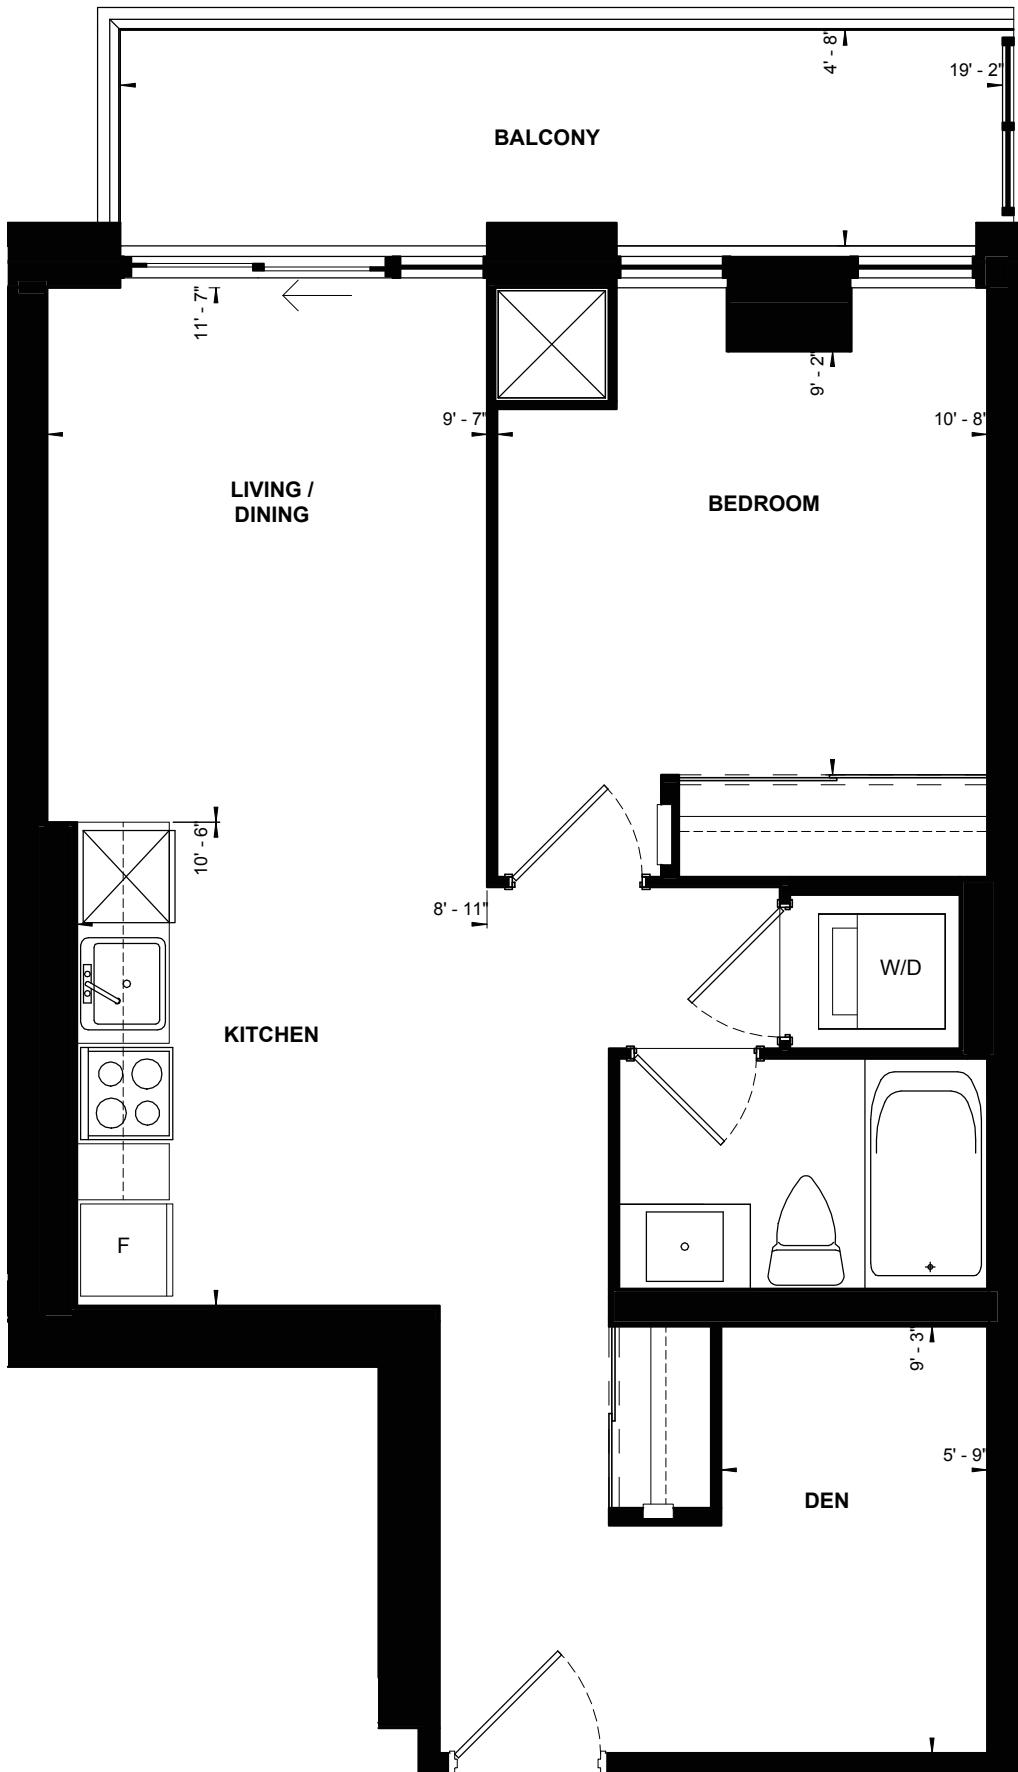 4' - 8"
19' - 2"
BALCONY
11' - 7"
9' - 2"
9' - 7"
10' - 8"
LIVING /
DINING
BEDROOM
10' - 6"
8' - 11"
W/D
KITCHEN
F
9' - 3"
5' - 9"
DEN